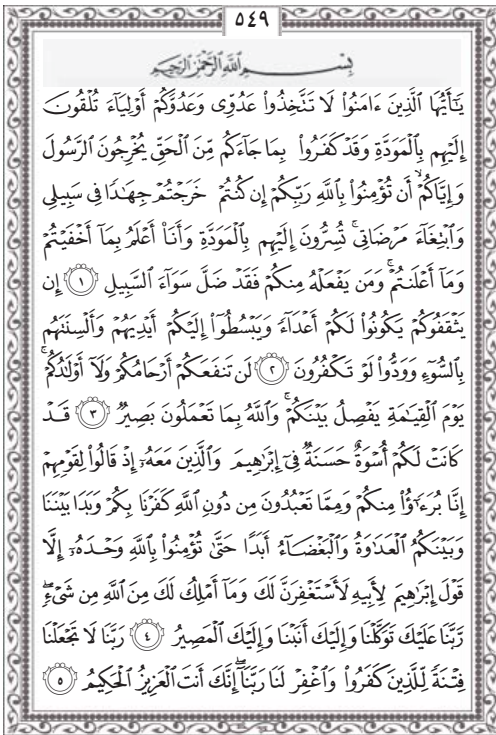 ٥٤٩
بِسْمِ اللَّهِ الرَّحْمَٰنِ الرَّحِيمِ
يَٰٓأَيُّهَا ٱلَّذِينَ ءَامَنُوا۟ لَا تَتَّخِذُوا۟ عَدُوِّى وَعَدُوَّكُمْ أَوْلِيَآءَ تُلْقُونَ
إِلَيْهِم بِٱلْمَوَدَّةِ وَقَدْ كَفَرُوا۟ بِمَا جَآءَكُم مِّنَ ٱلْحَقِّ يُخْرِجُونَ ٱلرَّسُولَ
وَإِيَّاكُمْ ۙ أَن تُؤْمِنُوا۟ بِٱللَّهِ رَبِّكُمْ إِن كُنتُمْ خَرَجْتُمْ جِهَٰدًا فِى سَبِيلِى
وَٱبْتِغَآءَ مَرْضَاتِى ۚ تُسِرُّونَ إِلَيْهِم بِٱلْمَوَدَّةِ وَأَنَا۠ أَعْلَمُ بِمَآ أَخْفَيْتُمْ
وَمَآ أَعْلَنتُمْ ۚ وَمَن يَفْعَلْهُ مِنكُمْ فَقَدْ ضَلَّ سَوَآءَ ٱلسَّبِيلِ ١ إِن
يَثْقَفُوكُمْ يَكُونُوا۟ لَكُمْ أَعْدَآءً وَيَبْسُطُوٓا۟ إِلَيْكُمْ أَيْدِيَهُمْ وَأَلْسِنَتَهُم
بِٱلسُّوٓءِ وَوَدُّوا۟ لَوْ تَكْفُرُونَ ٢ لَن تَنفَعَكُمْ أَرْحَامُكُمْ وَلَآ أَوْلَٰدُكُمْ ۚ
يَوْمَ ٱلْقِيَٰمَةِ يَفْصِلُ بَيْنَكُمْ ۚ وَٱللَّهُ بِمَا تَعْمَلُونَ بَصِيرٌ ٣ قَدْ
كَانَتْ لَكُمْ أُسْوَةٌ حَسَنَةٌ فِىٓ إِبْرَٰهِيمَ وَٱلَّذِينَ مَعَهُۥٓ إِذْ قَالُوا۟ لِقَوْمِهِمْ
إِنَّا بُرَءَٰٓؤُا۟ مِنكُمْ وَمِمَّا تَعْبُدُونَ مِن دُونِ ٱللَّهِ كَفَرْنَا بِكُمْ وَبَدَا بَيْنَنَا
وَبَيْنَكُمُ ٱلْعَدَٰوَةُ وَٱلْبَغْضَآءُ أَبَدًا حَتَّىٰ تُؤْمِنُوا۟ بِٱللَّهِ وَحْدَهُۥٓ إِلَّا
قَوْلَ إِبْرَٰهِيمَ لِأَبِيهِ لَأَسْتَغْفِرَنَّ لَكَ وَمَآ أَمْلِكُ لَكَ مِنَ ٱللَّهِ مِن شَىْءٍ ۖ
رَّبَّنَا عَلَيْكَ تَوَكَّلْنَا وَإِلَيْكَ أَنَبْنَا وَإِلَيْكَ ٱلْمَصِيرُ ٤ رَبَّنَا لَا تَجْعَلْنَا
فِتْنَةً لِّلَّذِينَ كَفَرُوا۟ وَٱغْفِرْ لَنَا رَبَّنَآ ۖ إِنَّكَ أَنتَ ٱلْعَزِيزُ ٱلْحَكِيمُ ٥